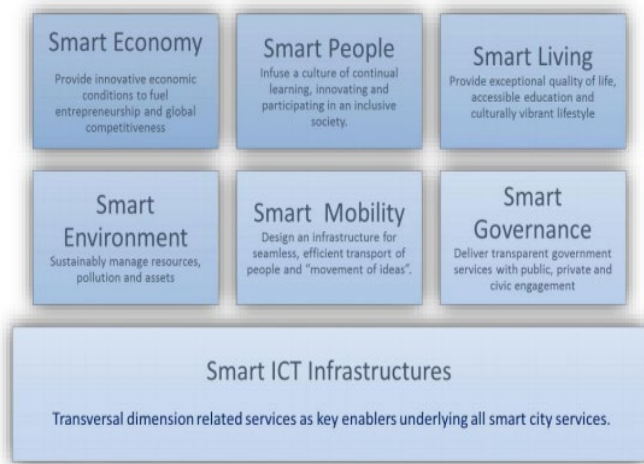 Smart Economy
Provide innovative economic
conditions to fuel
entrepreneurship and global
competitiveness
Smart People
Infuse a culture of continual
learning, innovating and
participating in an inclusive
society.
Smart Living
Provide exceptional quality of life,
accessible education and
culturally vibrant lifestyle
Smart
Environment
Sustainably manage resources,
pollution and assets
Smart Mobility
Design an infrastructure for
seamless, efficient transport of
people and “movement of ideas”.
Smart
Governance
Deliver transparent government
services with public, private and
civic engagement
Smart ICT Infrastructures
Transversal dimension related services as key enablers underlying all smart city services.